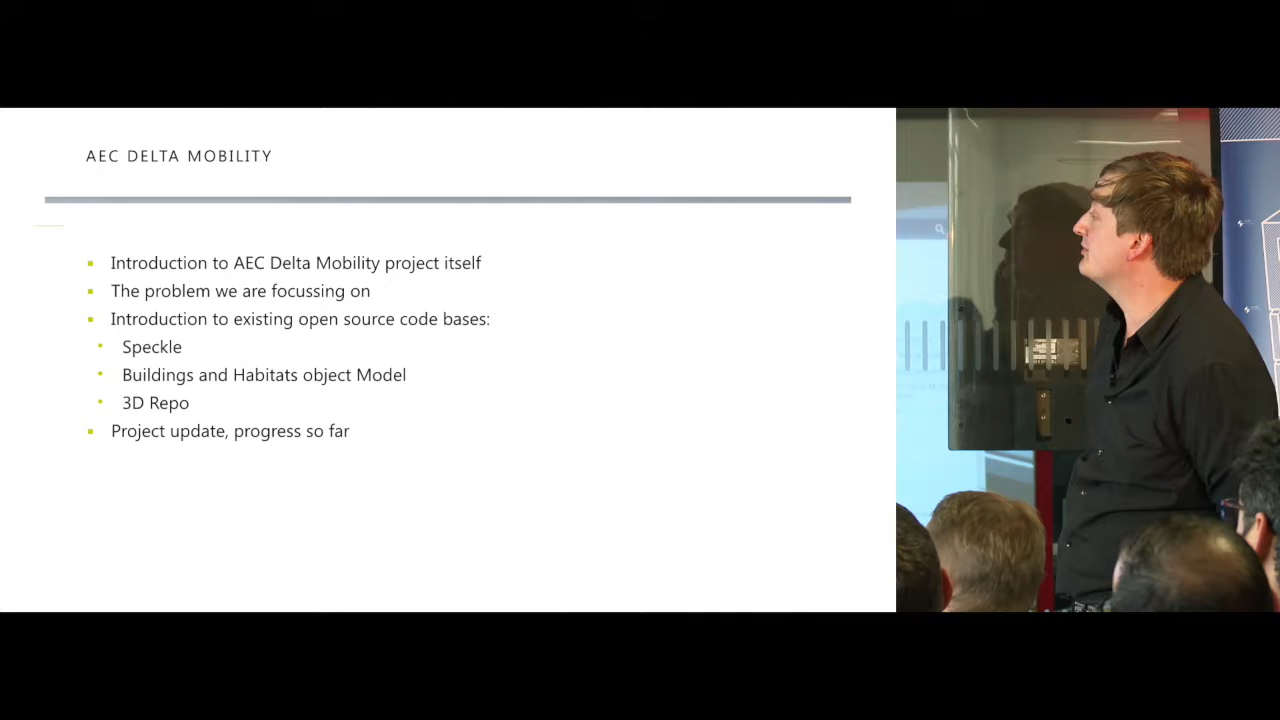 AEC DELTA MOBILITY
Introduction to AEC Delta Mobility project itself
The problem we are focussing on
Introduction to existing open source code bases:
Speckle
Buildings and Habitats object Model
3D Repo
Project update, progress so far